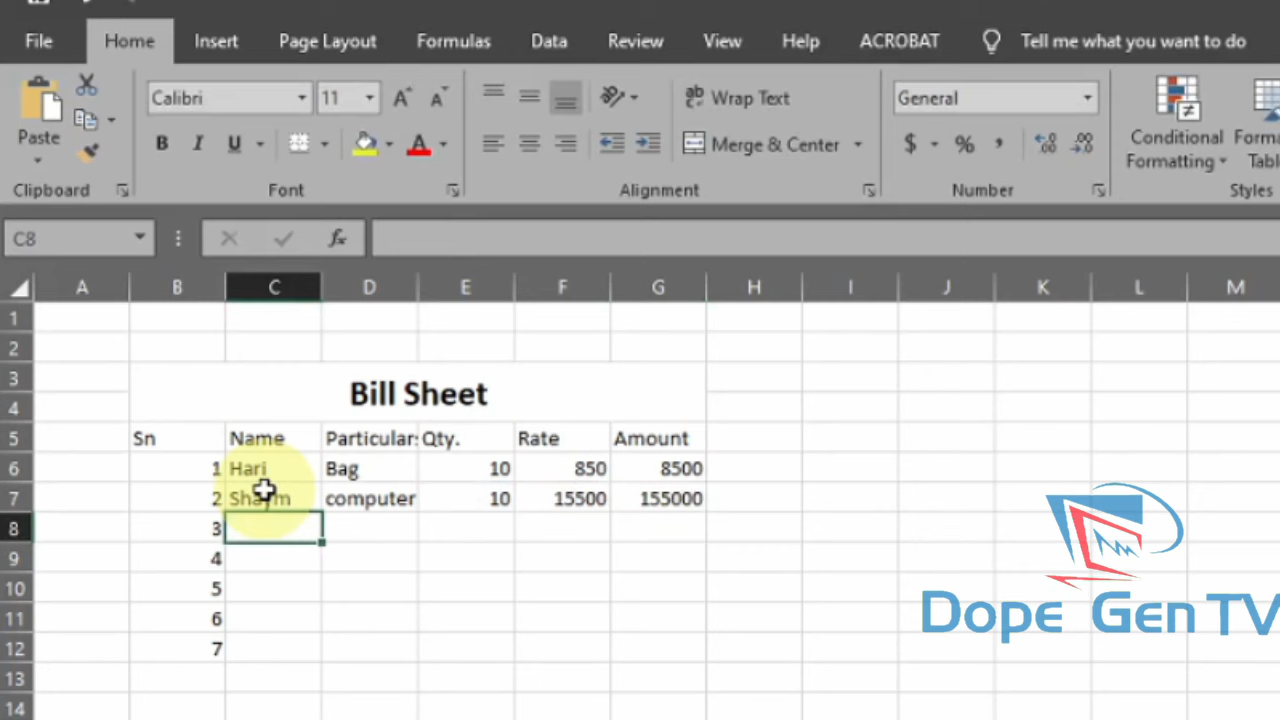 File Home Insert Page Layout Formulas Data Review View Help ACROBAT Tell me what you want to do
Calibri 11 Wrap Text General
Paste B I U Merge & Center $ % , Conditional Formatting
Clipboard Font Alignment Number Styles
C8 fx
A B C D E F G H I J K L M
1
2
3
Bill Sheet
4
5 Sn Name Particular Qty. Rate Amount
6 1 Hari Bag 10 850 8500
7 2 Shaym computer 10 15500 155000
8 3
9 4
10 5
11 6
12 7
13
14
Dope Gen TV